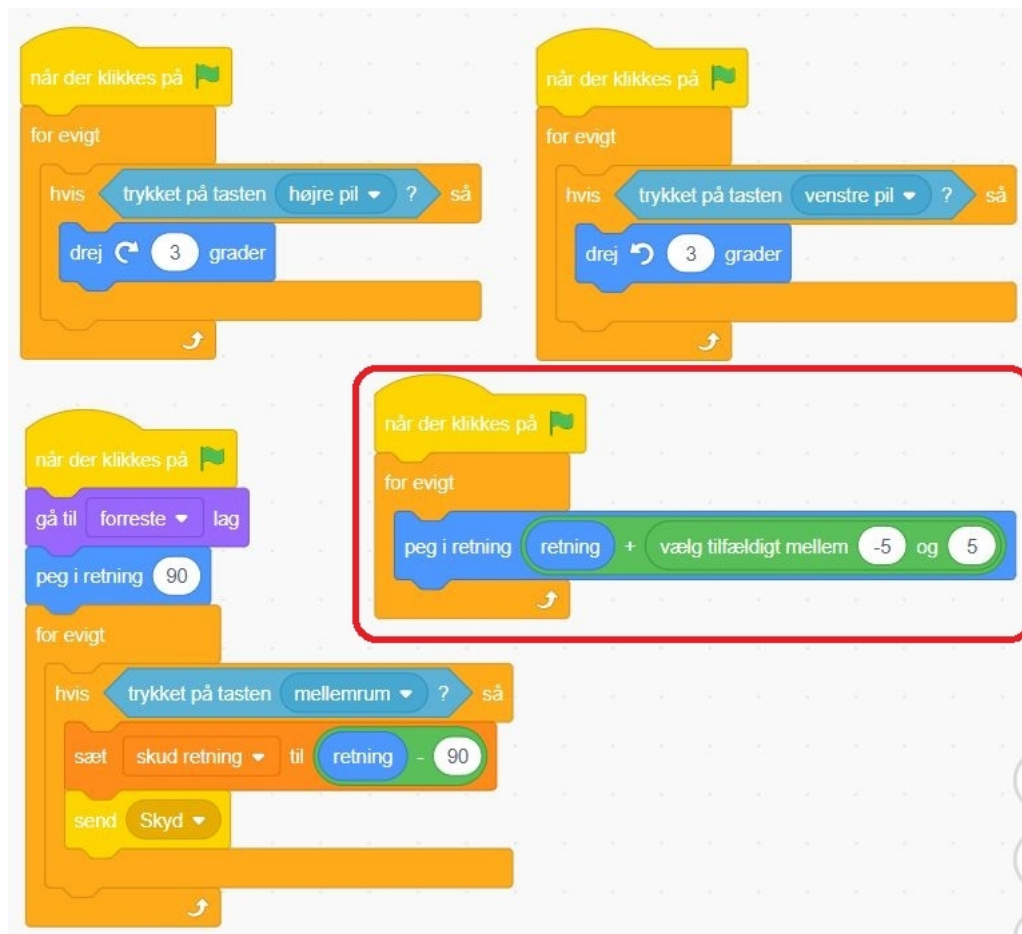 når der klikkes på
for evigt
hvis trykket på tasten højre pil ? så
drej 3 grader
når der klikkes på
for evigt
hvis trykket på tasten venstre pil ? så
drej 3 grader
når der klikkes på
gå til forreste lag
peg i retning 90
for evigt
hvis trykket på tasten mellemrum ? så
sæt skud retning til retning - 90
send Skyd
når der klikkes på
for evigt
peg i retning retning + vælg tilfældigt mellem -5 og 5